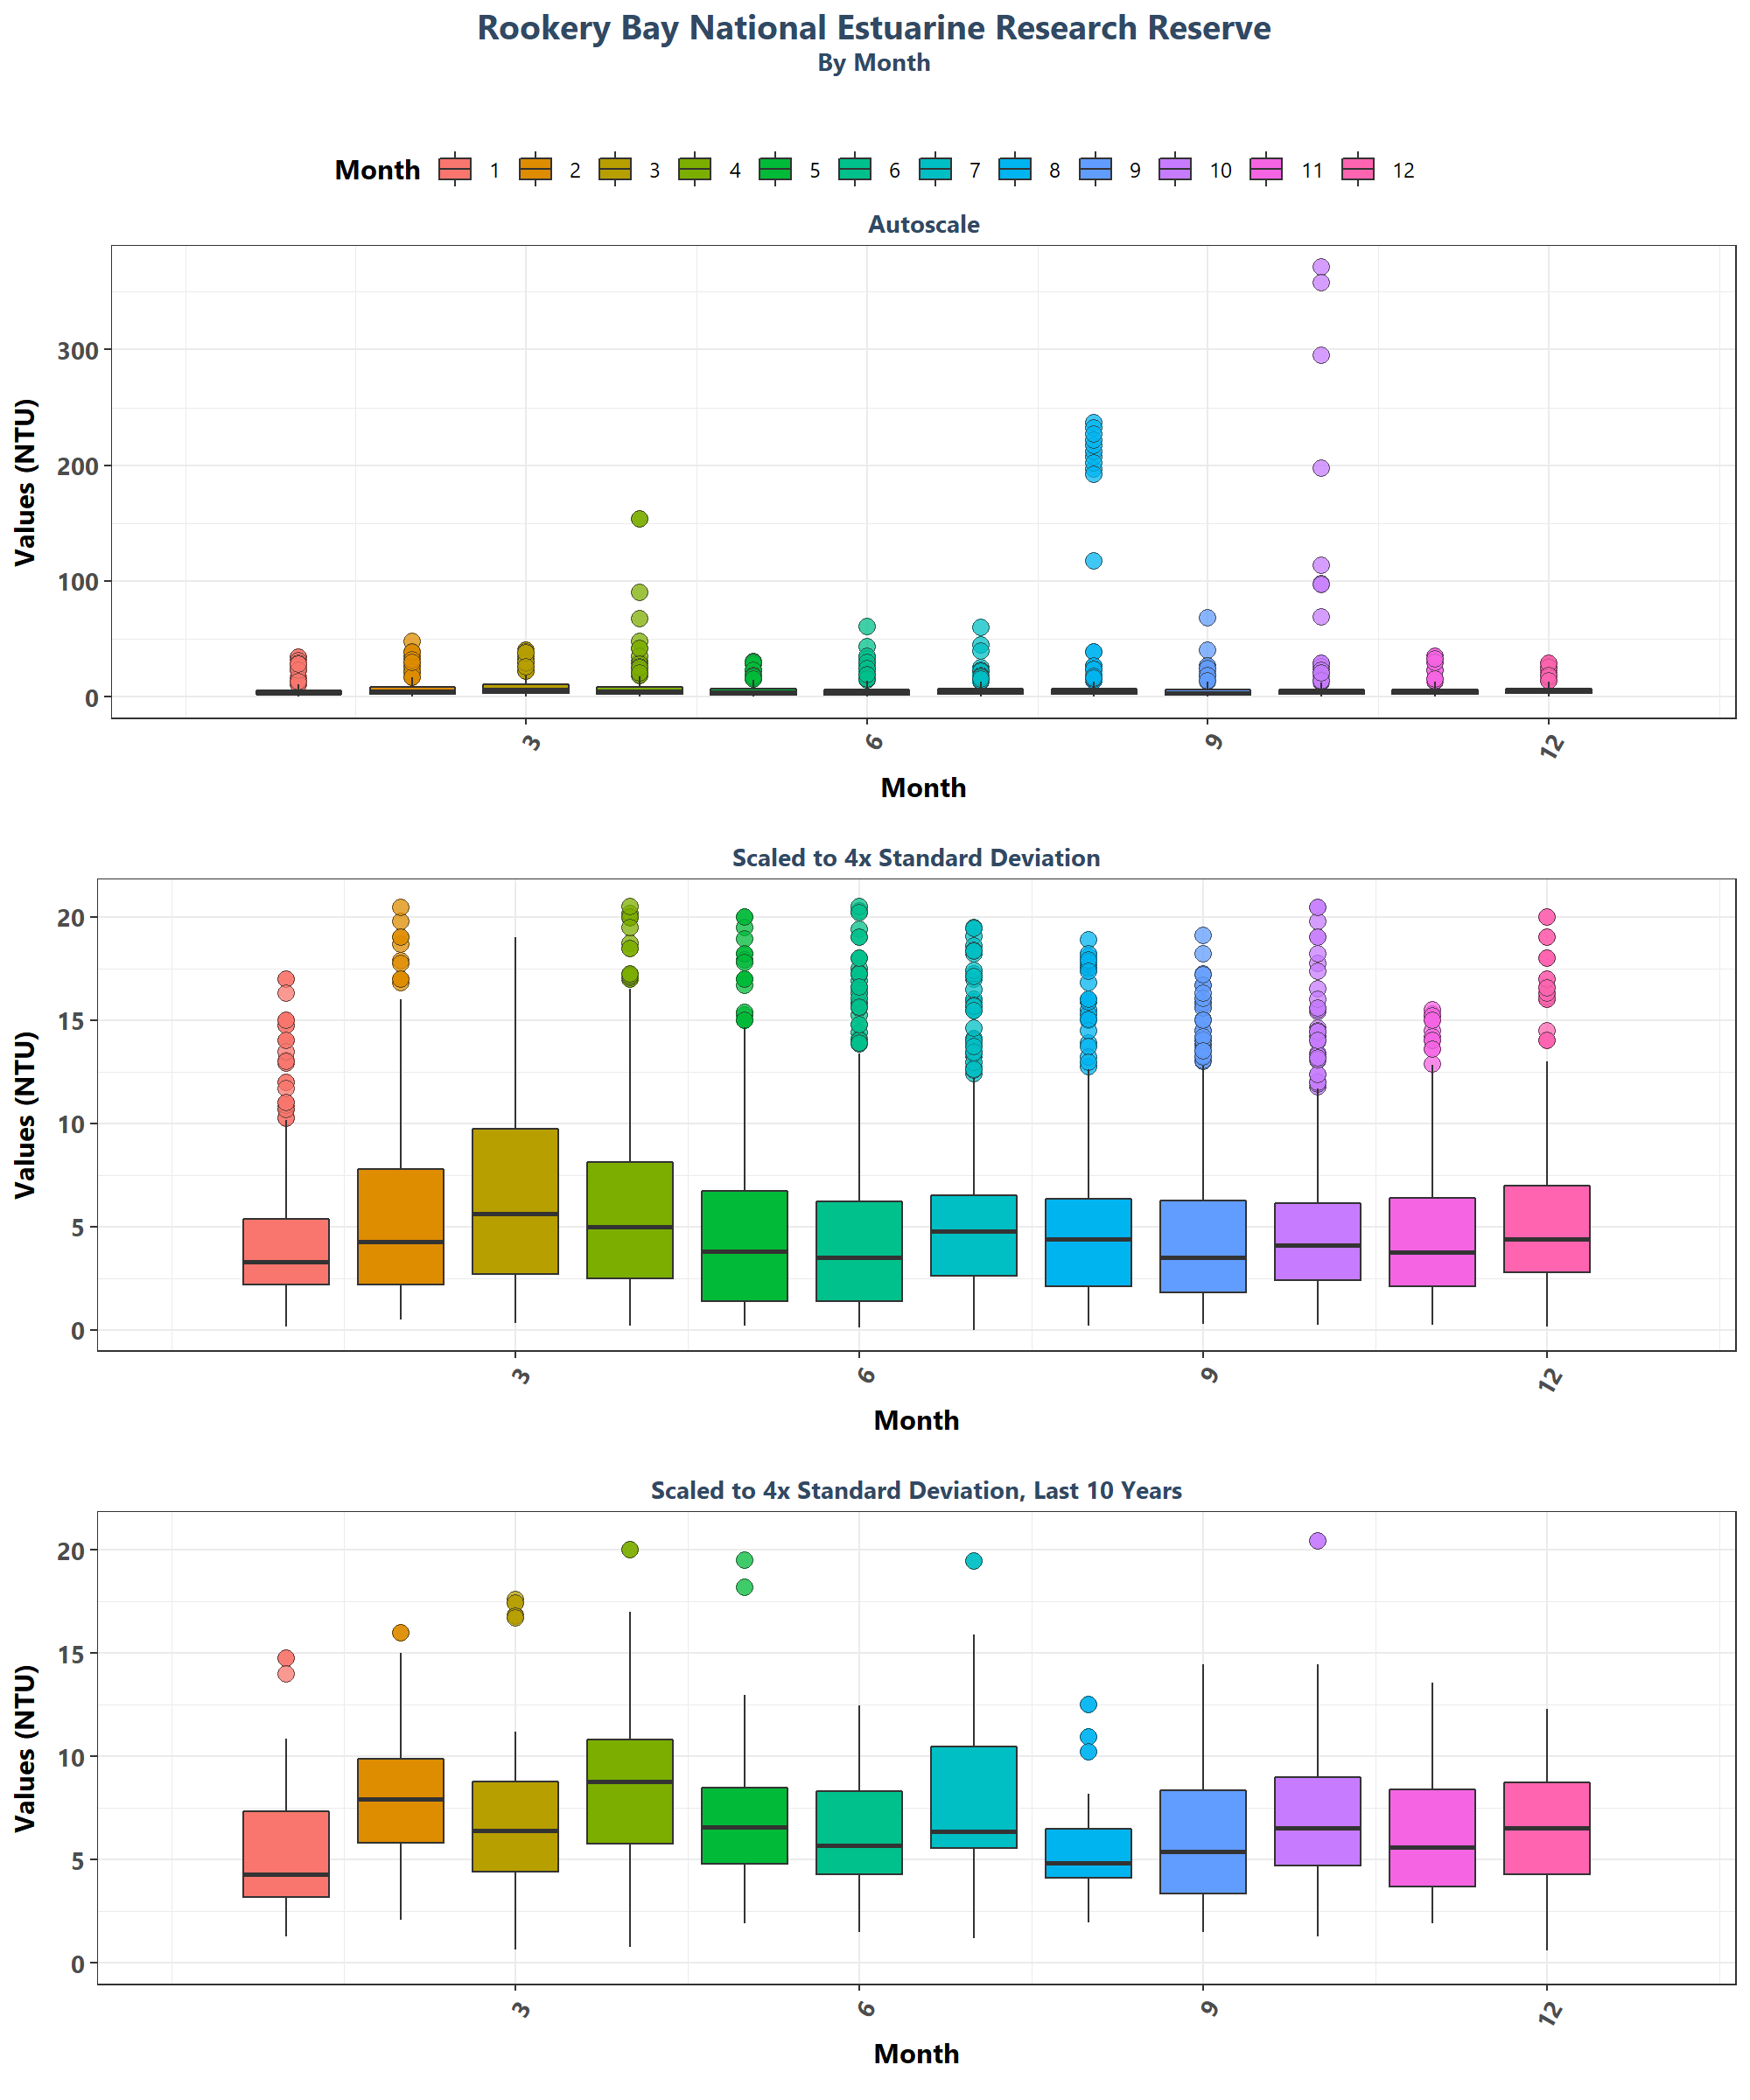 Rookery Bay National Estuarine Research Reserve
By Month
Month 1 2 3 4 5 6 7 8 9 10 11 12
Autoscale
Values (NTU)
300
200
100
0
3 6 9 12
Month
Scaled to 4x Standard Deviation
Values (NTU)
20
15
10
5
0
3 6 9 12
Month
Scaled to 4x Standard Deviation, Last 10 Years
Values (NTU)
20
15
10
5
0
3 6 9 12
Month